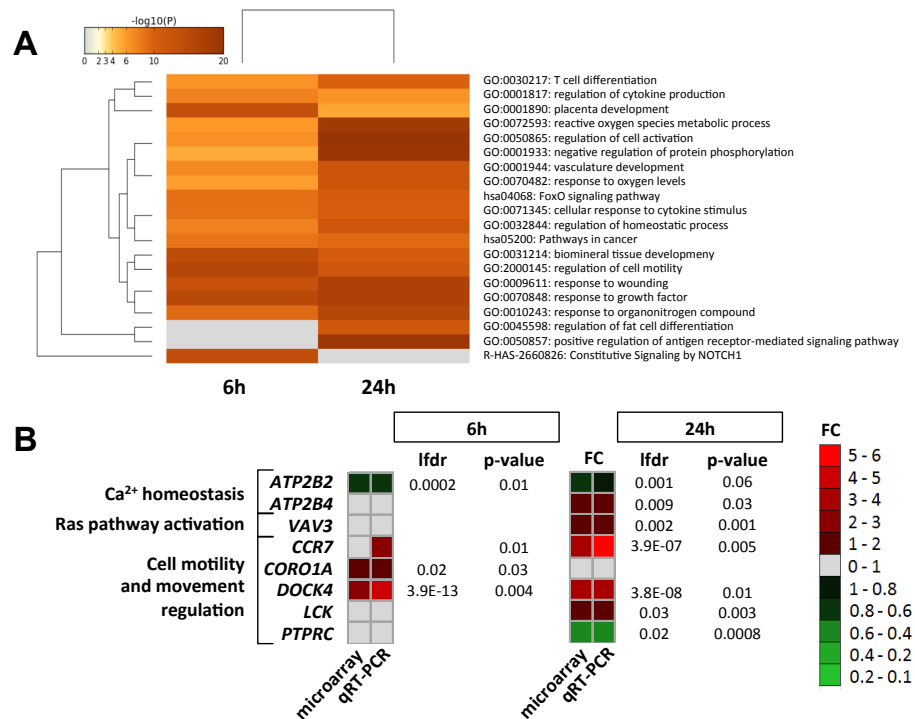 A
-log10(P)
0 2 3 4 6 10 20
GO:0030217: T cell differentiation
GO:0001817: regulation of cytokine production
GO:0001890: placenta development
GO:0072593: reactive oxygen species metabolic process
GO:0050865: regulation of cell activation
GO:0001933: negative regulation of protein phosphorylation
GO:0001944: vasculature development
GO:0070482: response to oxygen levels
hsa04068: FoxO signaling pathway
GO:0071345: cellular response to cytokine stimulus
GO:0032844: regulation of homeostatic process
hsa05200: Pathways in cancer
GO:0031214: biomineral tissue developmeny
GO:2000145: regulation of cell motility
GO:0009611: response to wounding
GO:0070848: response to growth factor
GO:0010243: response to organonitrogen compound
GO:0045598: regulation of fat cell differentiation
GO:0050857: positive regulation of antigen receptor-mediated signaling pathway
R-HAS-2660826: Constitutive Signaling by NOTCH1
6h 24h
B
6h 24h FC
lfdr p-value FC lfdr p-value
Ca²⁺ homeostasis
Ras pathway activation
Cell motility
and movement
regulation
ATP2B2 0.0002 0.01 0.001 0.06
ATP2B4 0.009 0.03
VAV3 0.002 0.001
CCR7 0.01 3.9E-07 0.005
CORO1A 0.02 0.03
DOCK4 3.9E-13 0.004 3.8E-08 0.01
LCK 0.03 0.003
PTPRC 0.02 0.0008
microarray
qRT-PCR
microarray
qRT-PCR
5 - 6
4 - 5
3 - 4
2 - 3
1 - 2
0 - 1
1 - 0.8
0.8 - 0.6
0.6 - 0.4
0.4 - 0.2
0.2 - 0.1